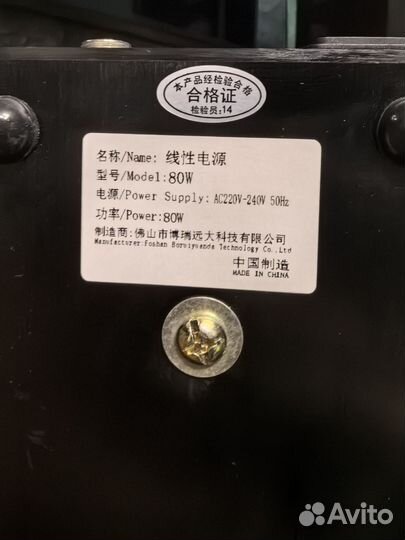 本产品经检验合格
合格证
检验员:14
名称/Name: 线性电源
型号/Model:80W
电源/Power Supply: AC220V-240V 50Hz
功率/Power:80W
制造商:佛山市博瑞远大科技有限公司
Manufacturer:Foshan Boruiyuanda Technology Co.,Ltd
中国制造
MADE IN CHINA
Avito